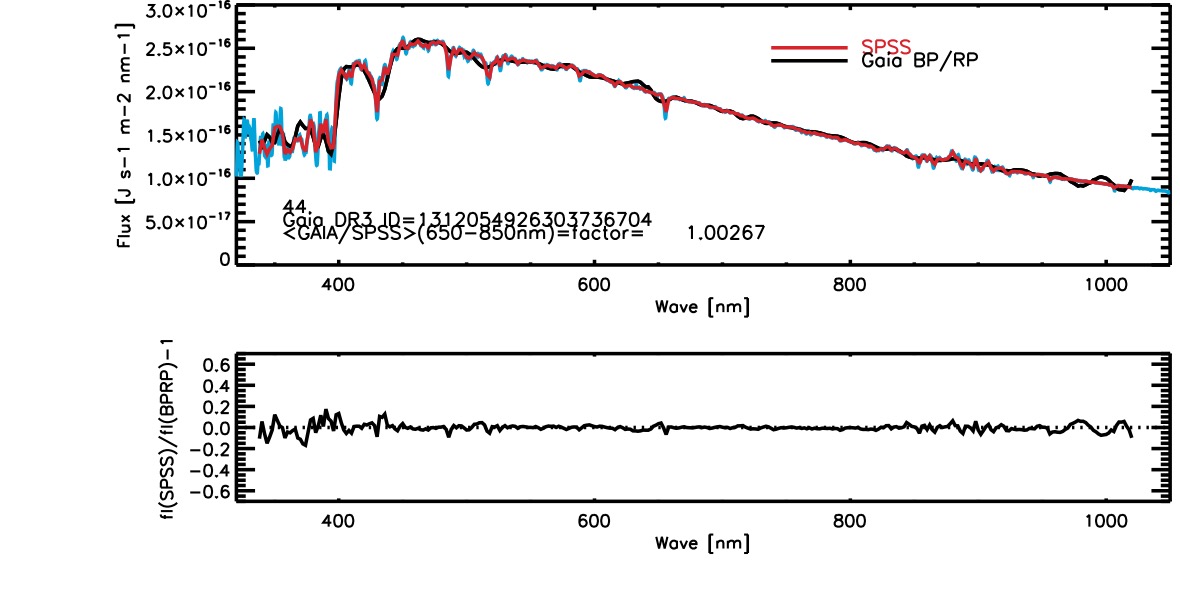 3.0×10−16
2.5×10−16
2.0×10−16
1.5×10−16
1.0×10−16
5.0×10−17
0
Flux [J s−1 m−2 nm−1]
SPSS
Gaia BP/RP
44.
Gaia DR3 ID=1312054926303736704
<GAIA/SPSS>(650−850nm)=factor= 1.00267
400 600 800 1000
Wave [nm]
fl(SPSS)/fl(BPRP)−1
0.6
0.4
0.2
0.0
−0.2
−0.4
−0.6
400 600 800 1000
Wave [nm]